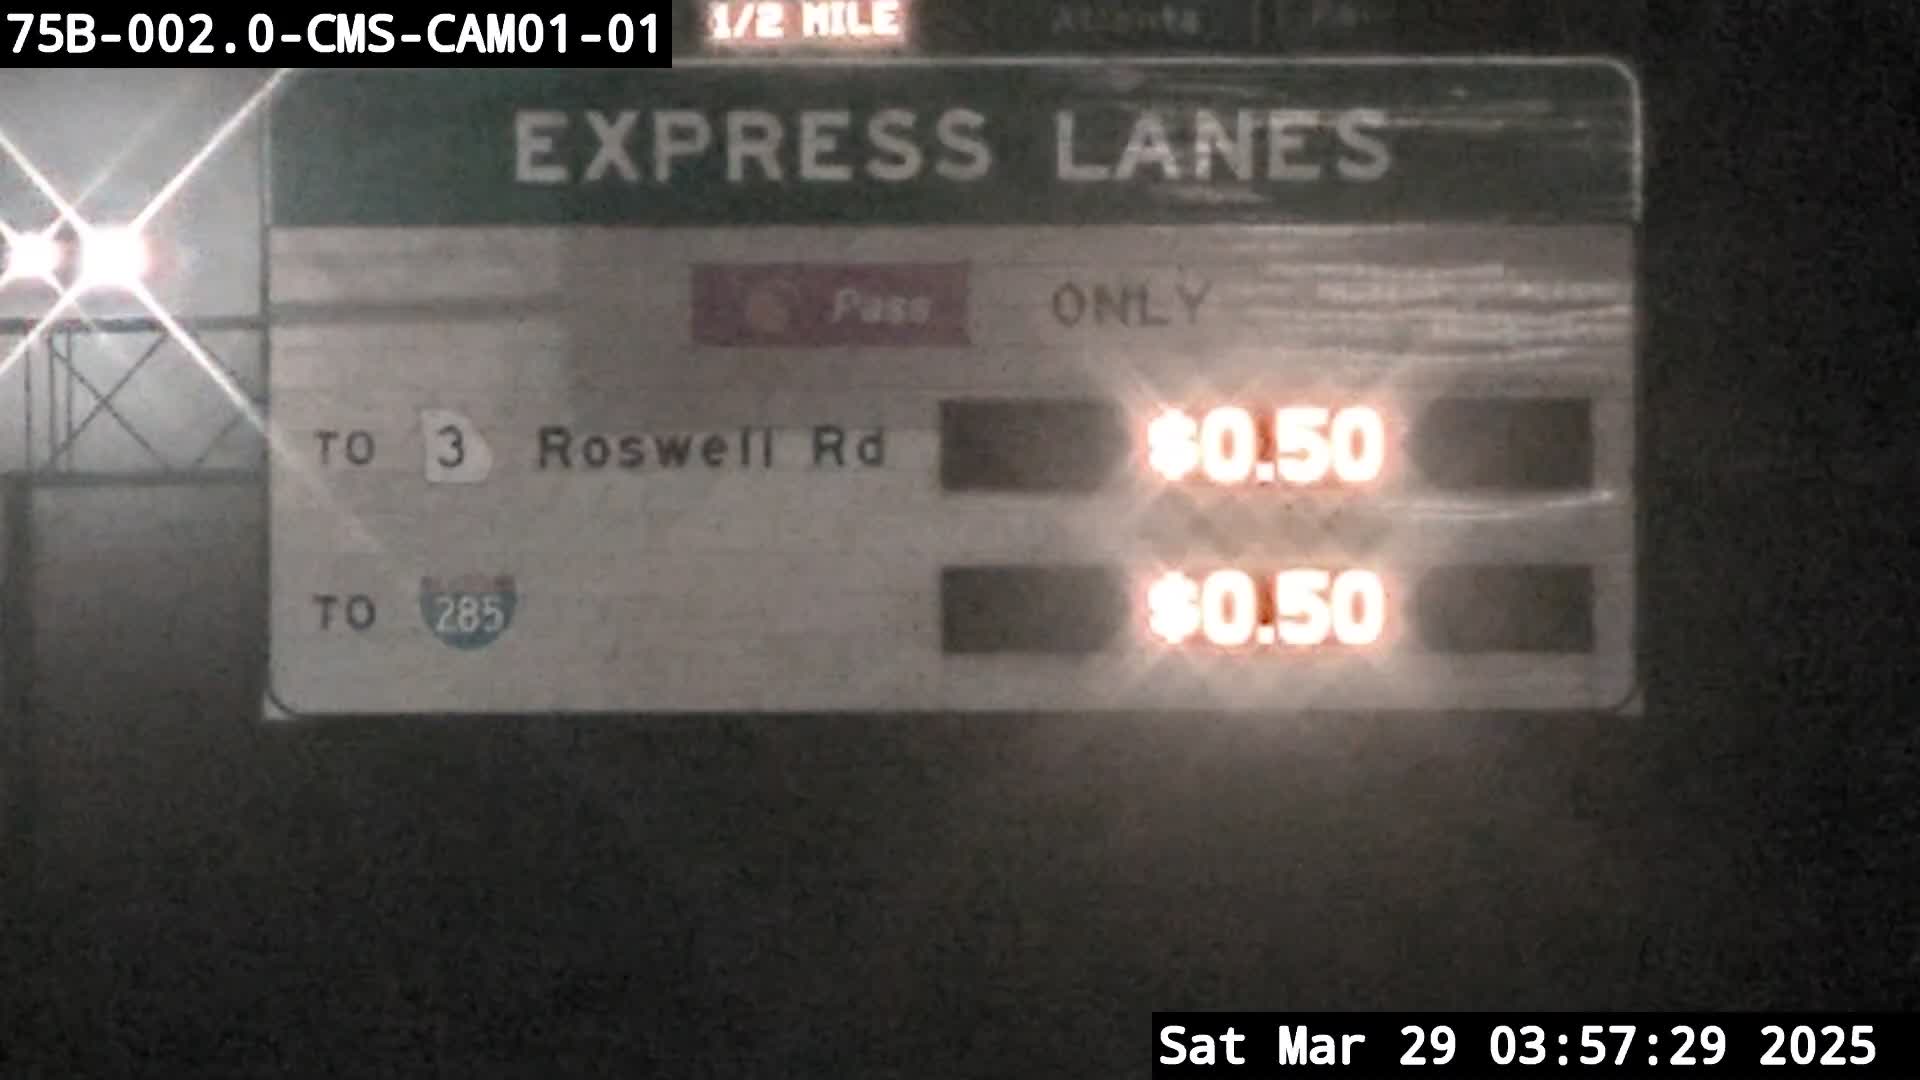 75B-002.0-CMS-CAM01-01
1/2 MILE
Atlanta
EXPRESS LANES
Pass ONLY
TO 3 Roswell Rd $0.50
TO 285 $0.50
Sat Mar 29 03:57:29 2025